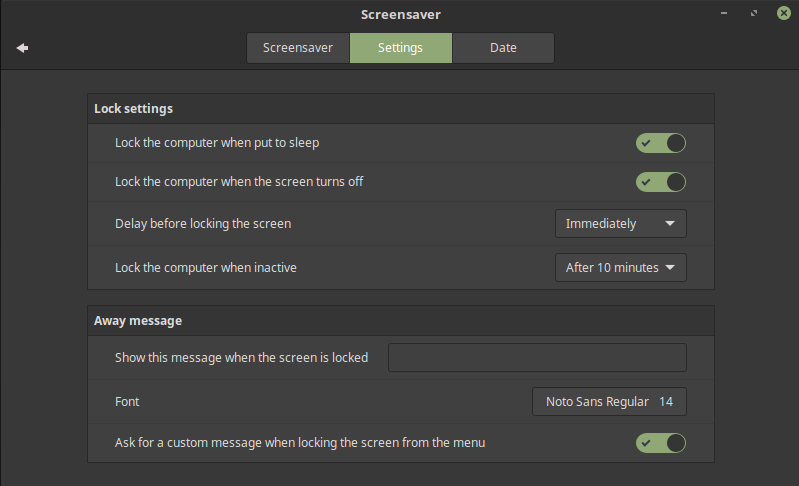 Screensaver
Screensaver Settings Date
Lock settings
Lock the computer when put to sleep
Lock the computer when the screen turns off
Delay before locking the screen Immediately
Lock the computer when inactive After 10 minutes
Away message
Show this message when the screen is locked
Font Noto Sans Regular 14
Ask for a custom message when locking the screen from the menu